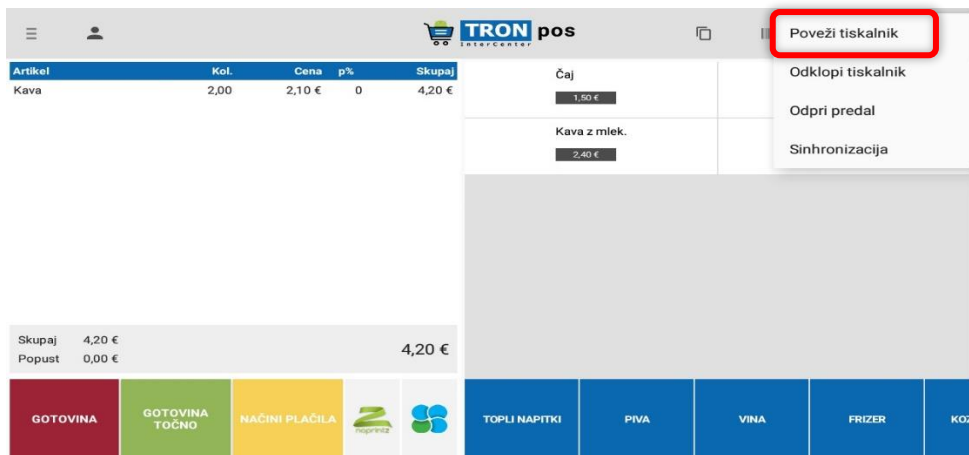 TRON pos
InterCenter
Poveži tiskalnik
Odklopi tiskalnik
Odpri predal
Sinhronizacija
Artikel Kol. Cena p% Skupaj
Kava 2,00 2,10 € 0 4,20 €
Čaj
1,50 €
Kava z mlek.
2,40 €
Skupaj 4,20 €
Popust 0,00 €
4,20 €
GOTOVINA
GOTOVINA
TOČNO
NAČINI PLAČILA
noprintz
TOPLI NAPITKI
PIVA
VINA
FRIZER
KOZ